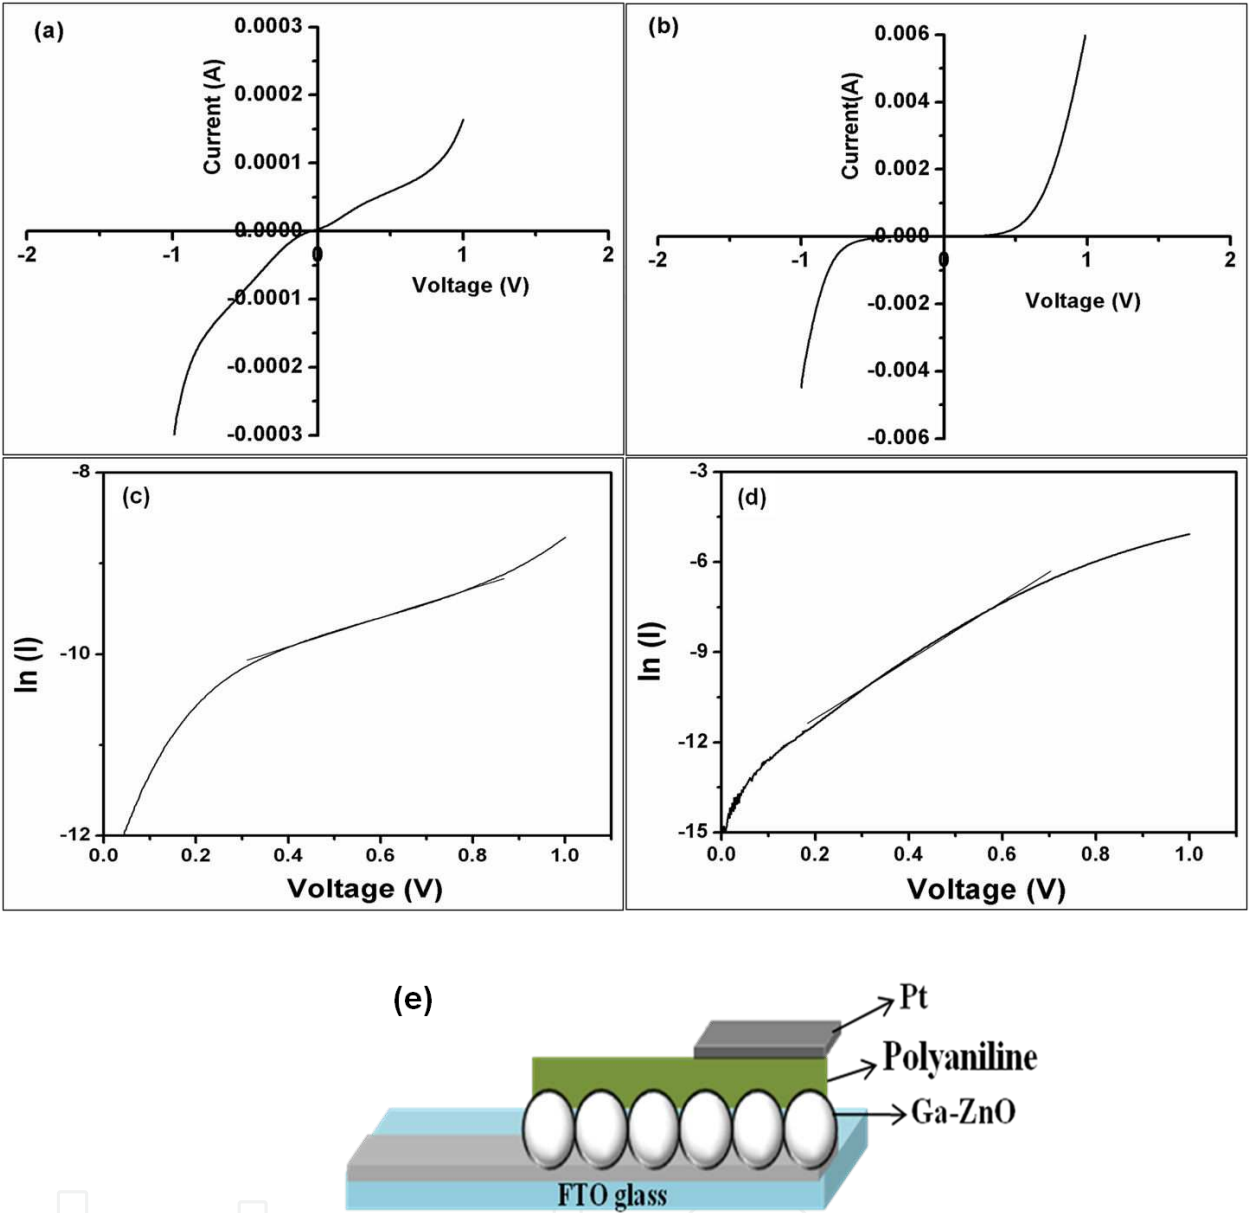 (a)
0.0003
0.0002
0.0001
0.0000
-0.0001
-0.0002
-0.0003
Current (A)
-2
-1
0
1
2
Voltage (V)
(b)
0.006
0.004
0.002
0.000
-0.002
-0.004
-0.006
Current(A)
-2
-1
0
1
2
Voltage (V)
(c)
-8
-10
-12
ln (I)
0.0 0.2 0.4 0.6 0.8 1.0
Voltage (V)
(d)
-3
-6
-9
-12
-15
ln (I)
0.0 0.2 0.4 0.6 0.8 1.0
Voltage (V)
(e)
Pt
Polyaniline
Ga-ZnO
FTO glass